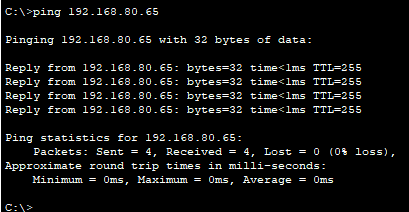 C:\>ping 192.168.80.65
Pinging 192.168.80.65 with 32 bytes of data:
Reply from 192.168.80.65: bytes=32 time<1ms TTL=255
Reply from 192.168.80.65: bytes=32 time<1ms TTL=255
Reply from 192.168.80.65: bytes=32 time<1ms TTL=255
Reply from 192.168.80.65: bytes=32 time<1ms TTL=255
Ping statistics for 192.168.80.65:
    Packets: Sent = 4, Received = 4, Lost = 0 (0% loss),
Approximate round trip times in milli-seconds:
    Minimum = 0ms, Maximum = 0ms, Average = 0ms
C:\>